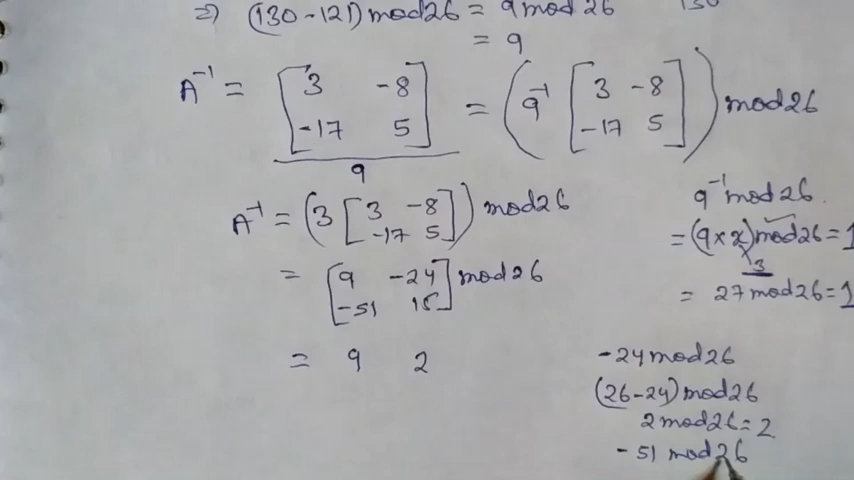 ⇒ (130-121) mod 26 = 9 mod 26
130
= 9
A⁻¹ = [3 -8
-17 5] / 9 = (9⁻¹ [3 -8
-17 5]) mod 26
A⁻¹ = (3 [3 -8
-17 5]) mod 26
= [9 -24
-51 15] mod 26
= 9 2
9⁻¹ mod 26
= (9 × x) mod 26 = 1
3
= 27 mod 26 = 1
-24 mod 26
(26-24) mod 26
2 mod 26 = 2
-51 mod 26